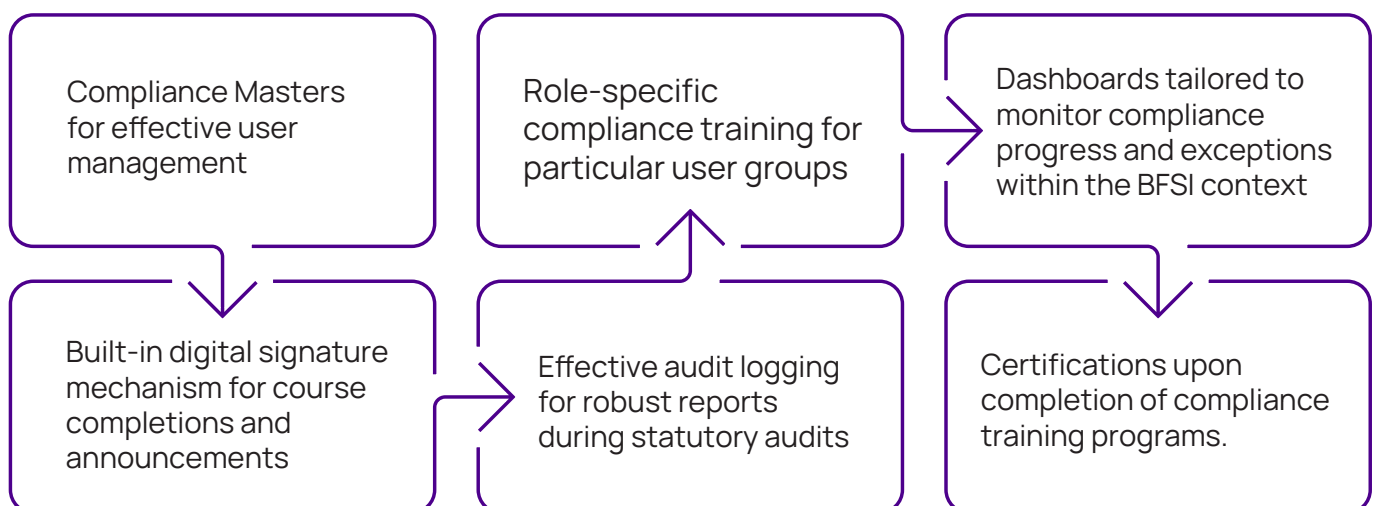 Compliance Masters
for effective user
management
Built-in digital signature
mechanism for course
completions and
announcements
Effective audit logging
for robust reports
during statutory audits
Role-specific
compliance training for
particular user groups
Dashboards tailored to
monitor compliance
progress and exceptions
within the BFSI context
Certifications upon
completion of compliance
training programs.